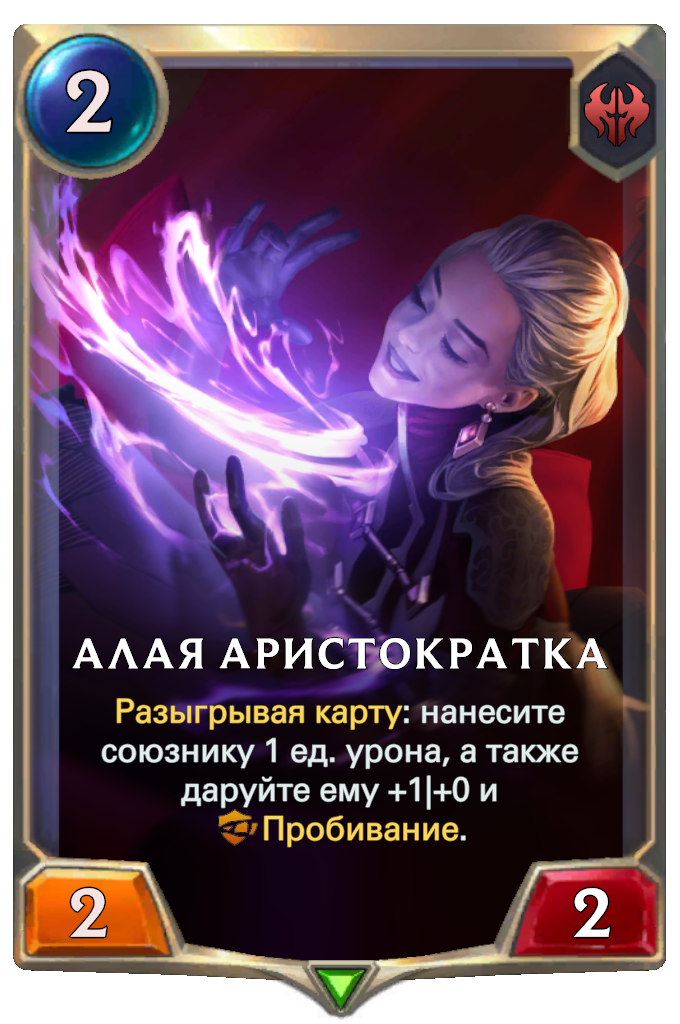 2
АЛАЯ АРИСТОКРАТКА
Разыгрывая карту: нанесите
союзнику 1 ед. урона, а также
даруйте ему +1|+0 и
Пробивание.
2
2